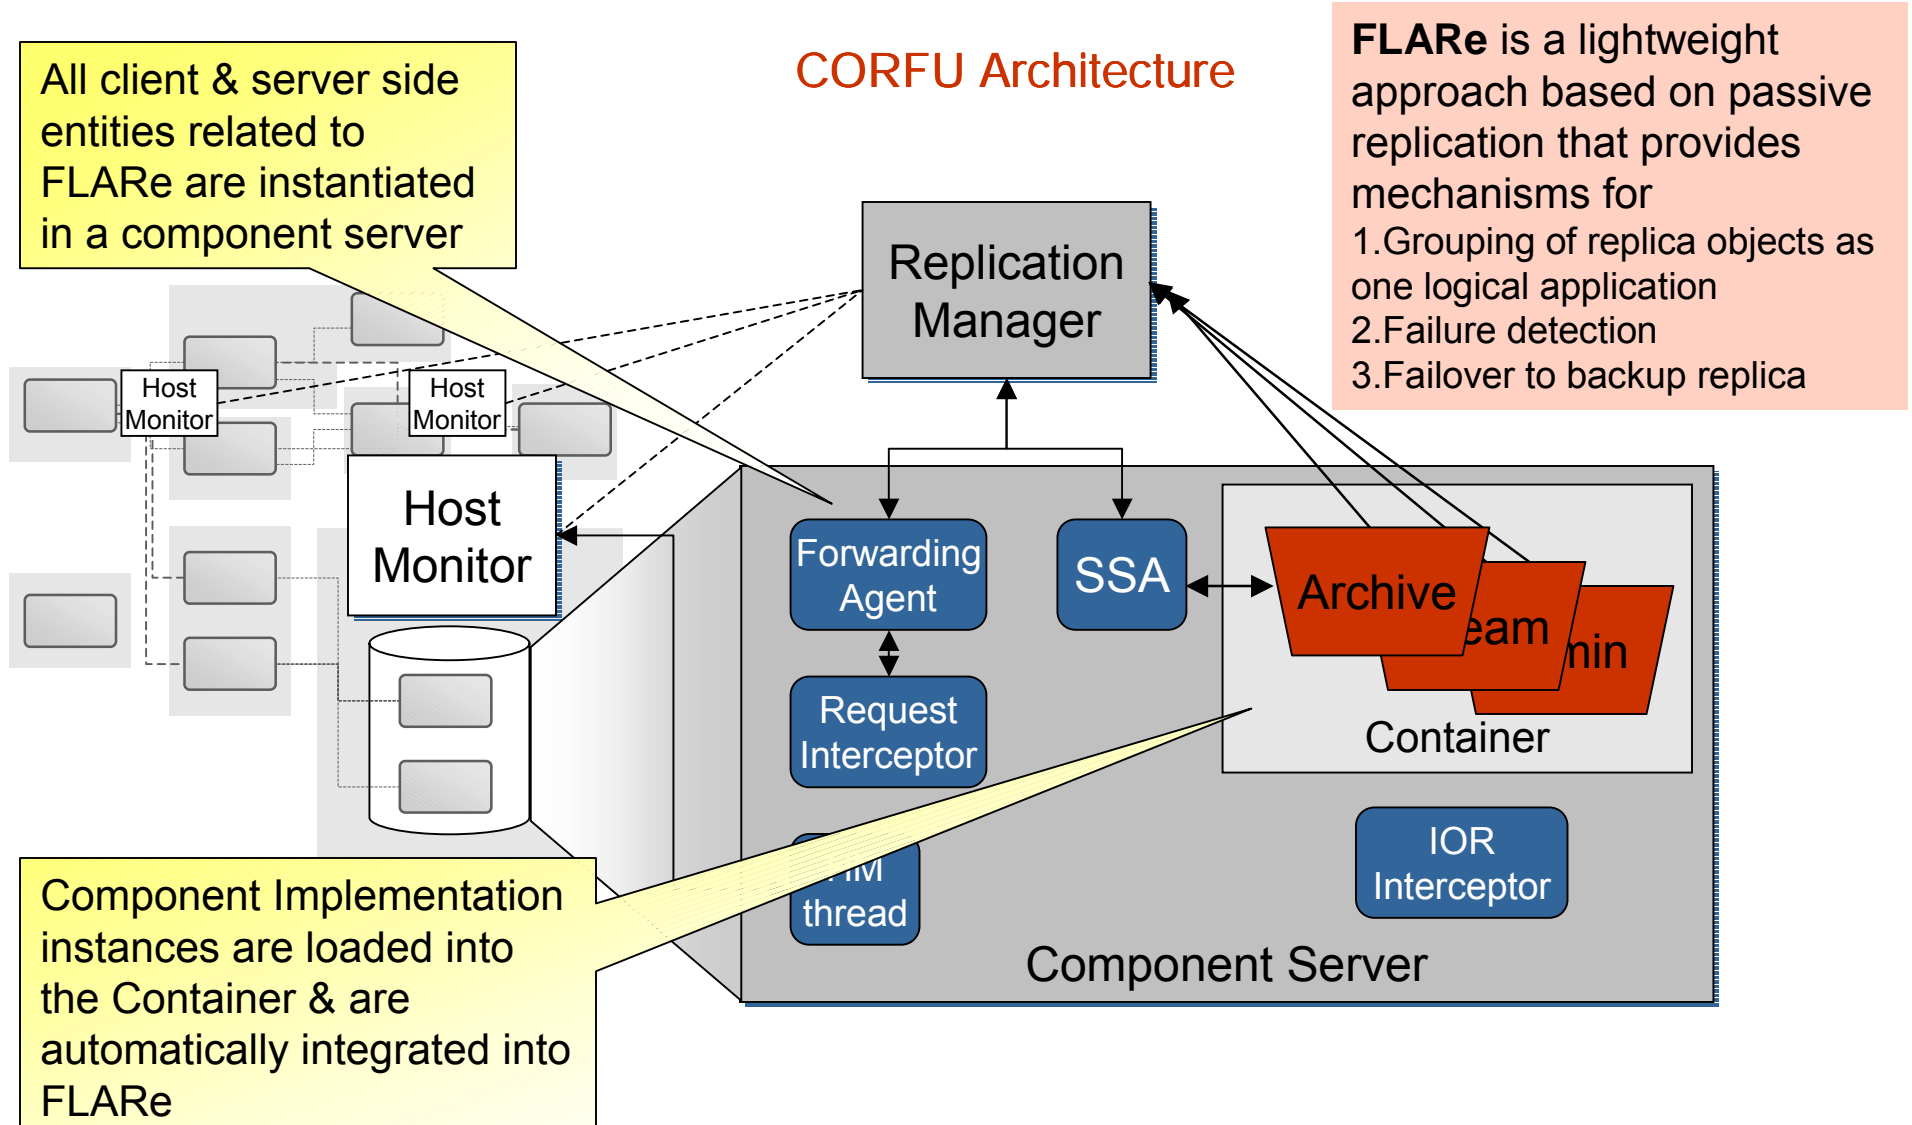 CORFU Architecture
All client & server side
entities related to
FLARe are instantiated
in a component server
FLARe is a lightweight
approach based on passive
replication that provides
mechanisms for
1.Grouping of replica objects as
one logical application
2.Failure detection
3.Failover to backup replica
Replication
Manager
Host
Monitor
Host
Monitor
Host
Monitor
Forwarding
Agent
SSA
Archive
eam
min
Request
Interceptor
Container
IOR
Interceptor
thread
Component Server
Component Implementation
instances are loaded into
the Container & are
automatically integrated into
FLARe